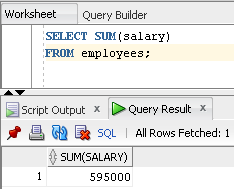 Worksheet Query Builder
SELECT SUM(salary)
FROM employees;
Script Output x Query Result x
SQL | All Rows Fetched: 1
SUM(SALARY)
1 595000